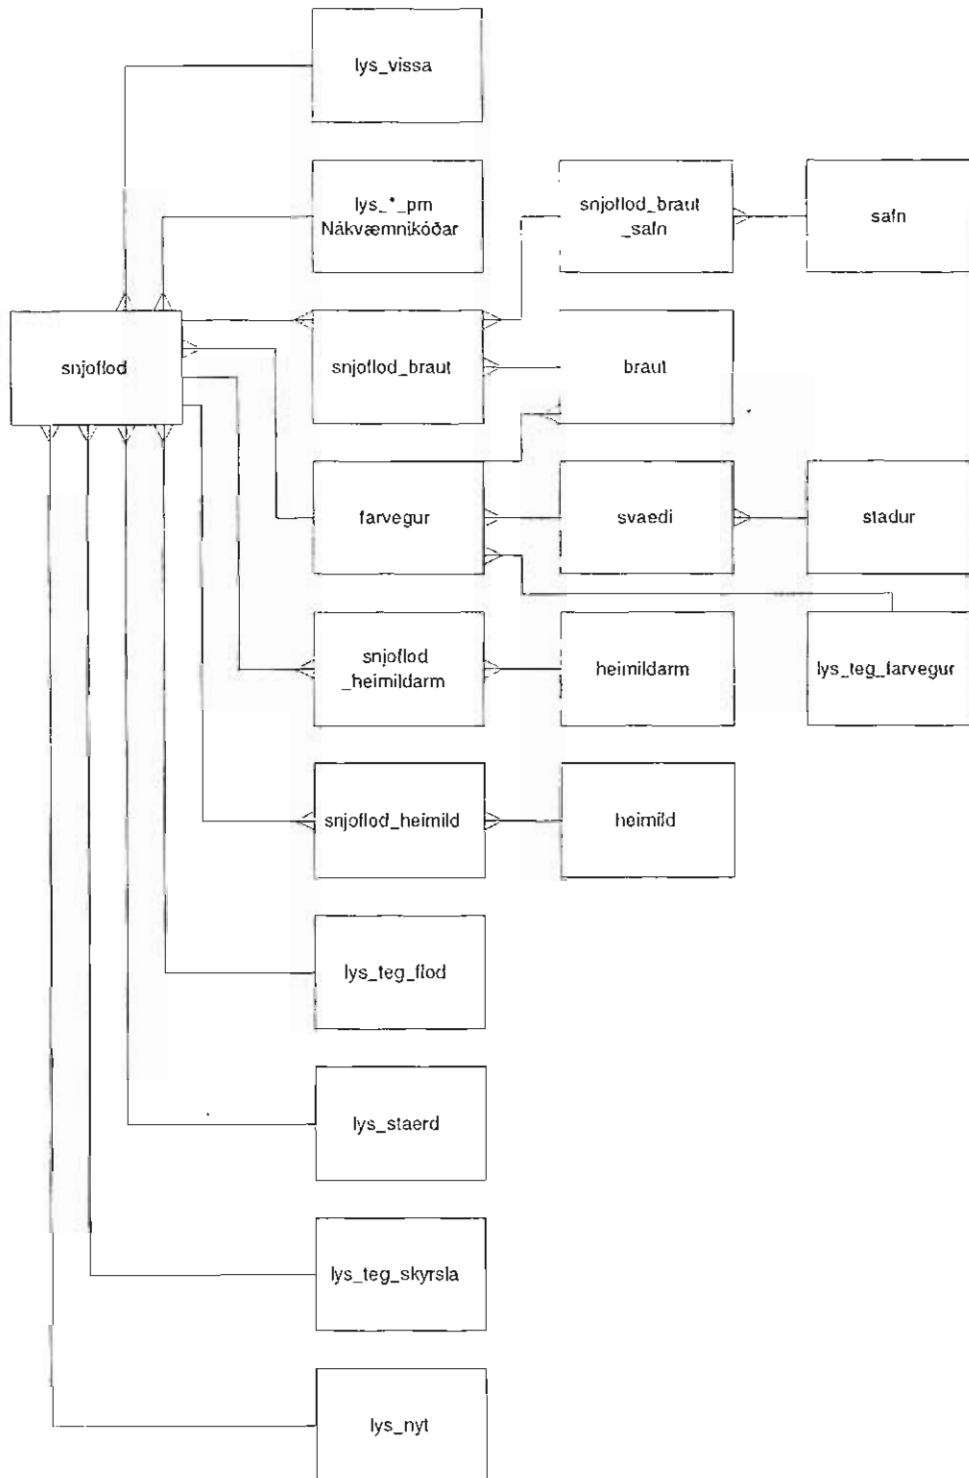 lys_vissa
lys_*_prn
Nákvæmnikóðar
snjoflod_braut
_safn
safn
snjoflod
snjoflod_braut
braut
farvegur
svaedi
stadur
snjoflod
_heimildarm
heimildarm
lys_teg_farvegur
snjoflod_heimild
heimild
lys_teg_flod
lys_staerd
lys_teg_skyrsla
lys_nyt